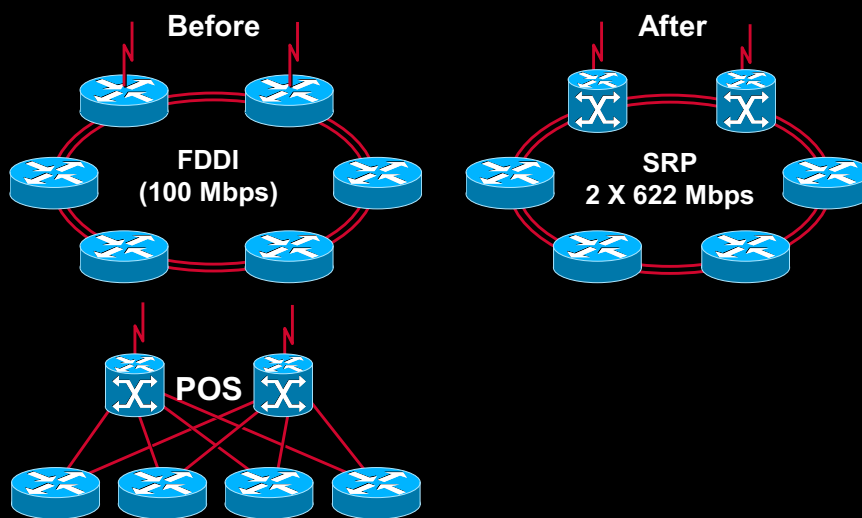 Before
After
FDDI
(100 Mbps)
SRP
2 X 622 Mbps
POS